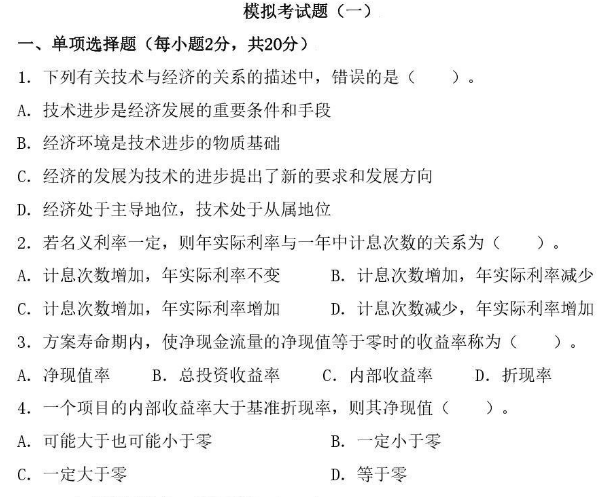 模拟考试题（一）
一、单项选择题（每小题2分，共20分）
1. 下列有关技术与经济的关系的描述中，错误的是（　　）。
A. 技术进步是经济发展的重要条件和手段
B. 经济环境是技术进步的物质基础
C. 经济的发展为技术的进步提出了新的要求和发展方向
D. 经济处于主导地位，技术处于从属地位
2. 若名义利率一定，则年实际利率与一年中计息次数的关系为（　　）。
A. 计息次数增加，年实际利率不变　　B. 计息次数增加，年实际利率减少
C. 计息次数增加，年实际利率增加　　D. 计息次数减少，年实际利率增加
3. 方案寿命期内，使净现金流量的净现值等于零时的收益率称为（　　）。
A. 净现值率　　B. 总投资收益率　　C. 内部收益率　　D. 折现率
4. 一个项目的内部收益率大于基准折现率，则其净现值（　　）。
A. 可能大于也可能小于零　　B. 一定小于零
C. 一定大于零　　D. 等于零